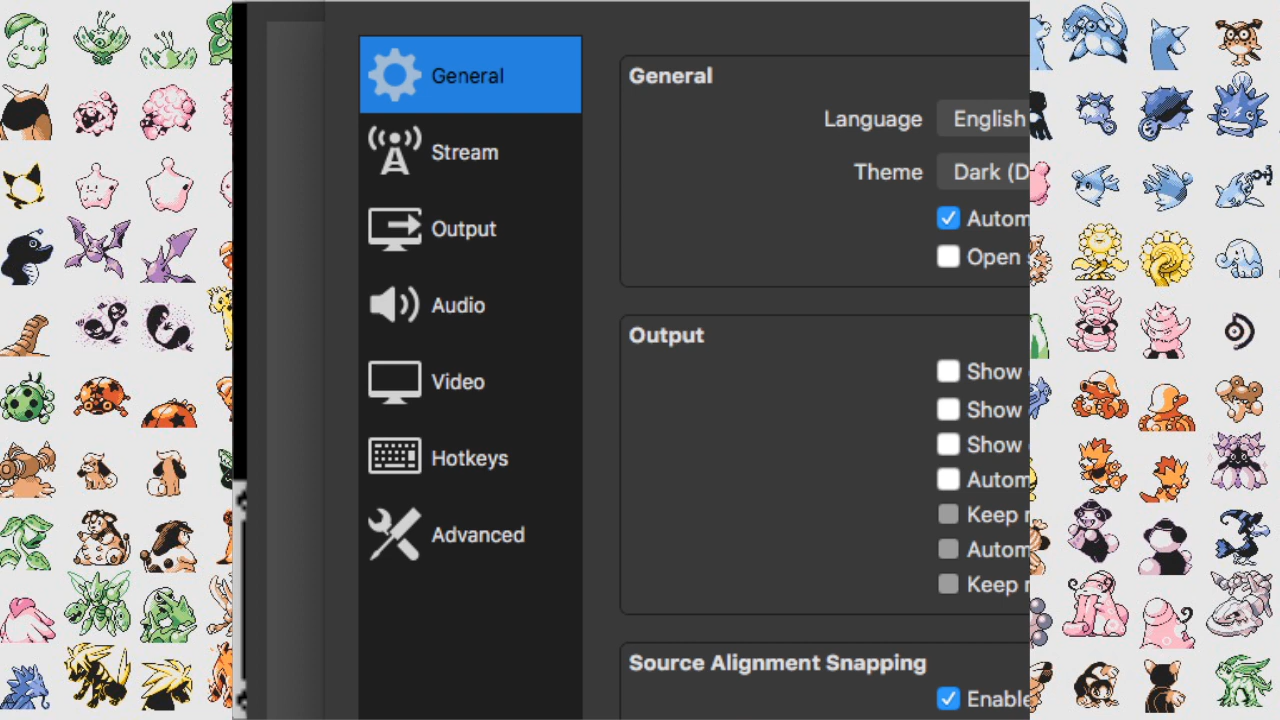 General
Stream
Output
Audio
Video
Hotkeys
Advanced
General
Language English
Theme Dark (D
Autom
Open
Output
Show
Show
Show
Autom
Keep
Autom
Keep
Source Alignment Snapping
Enable